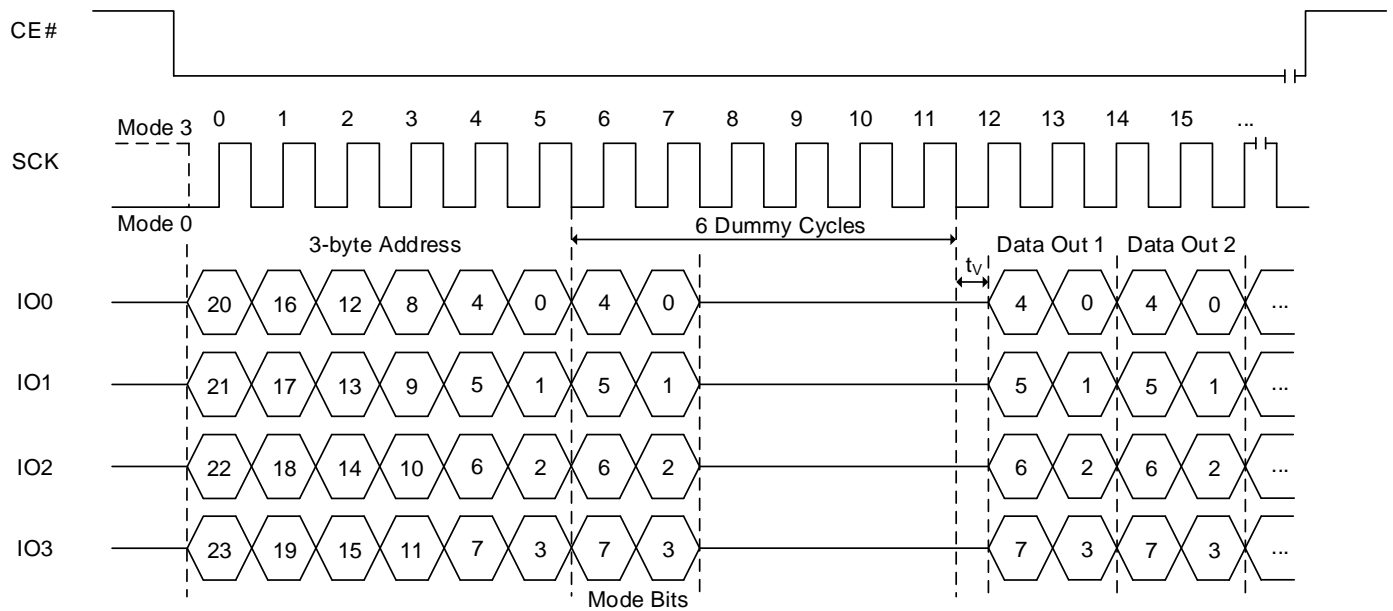 CE#
Mode 3 0 1 2 3 4 5 6 7 8 9 10 11 12 13 14 15 ...
SCK
Mode 0
6 Dummy Cycles
3-byte Address Data Out 1 Data Out 2
tV
IO0 20 16 12 8 4 0 4 0 4 0 4 0 ...
IO1 21 17 13 9 5 1 5 1 5 1 5 1 ...
IO2 22 18 14 10 6 2 6 2 6 2 6 2 ...
IO3 23 19 15 11 7 3 7 3 7 3 7 3 ...
Mode Bits